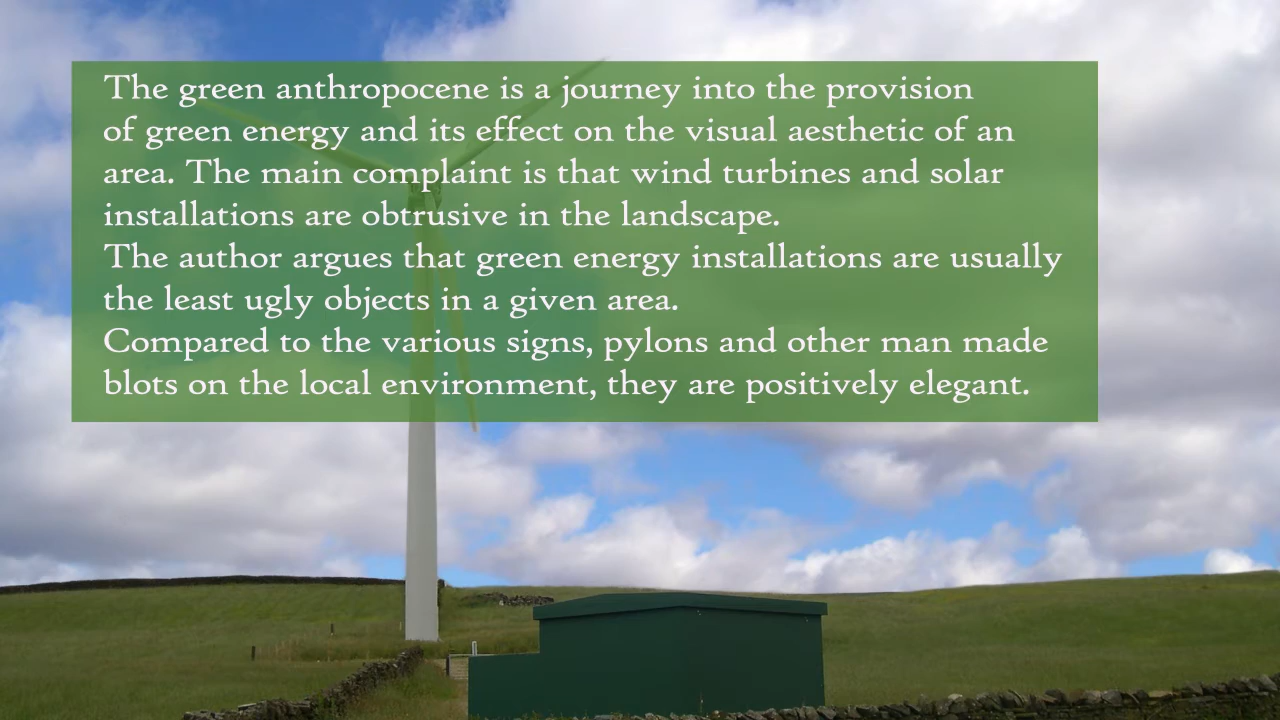 The green anthropocene is a journey into the provision
of green energy and its effect on the visual aesthetic of an
area. The main complaint is that wind turbines and solar
installations are obtrusive in the landscape.
The author argues that green energy installations are usually
the least ugly objects in a given area.
Compared to the various signs, pylons and other man made
blots on the local environment, they are positively elegant.